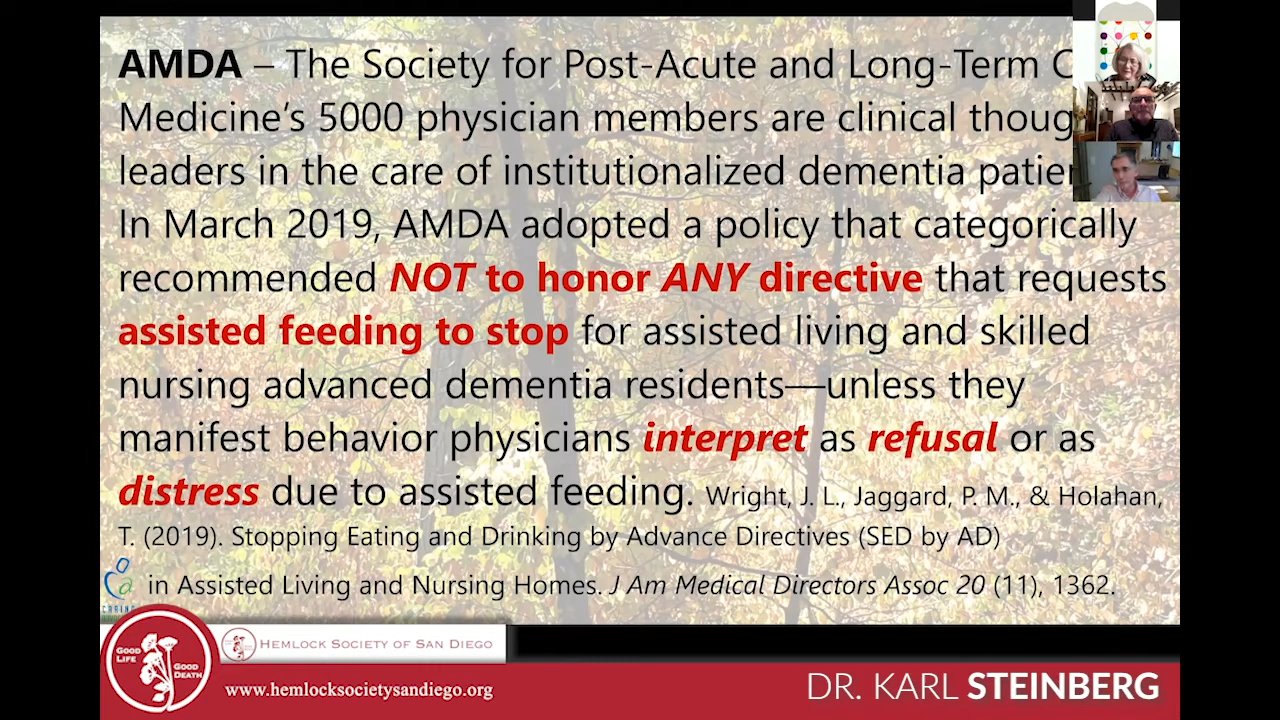 AMDA – The Society for Post-Acute and Long-Term C
Medicine's 5000 physician members are clinical thoug
leaders in the care of institutionalized dementia patien
In March 2019, AMDA adopted a policy that categorically
recommended NOT to honor ANY directive that requests
assisted feeding to stop for assisted living and skilled
nursing advanced dementia residents—unless they
manifest behavior physicians interpret as refusal or as
distress due to assisted feeding. Wright, J. L., Jaggard, P. M., & Holahan,
T. (2019). Stopping Eating and Drinking by Advance Directives (SED by AD)
in Assisted Living and Nursing Homes. J Am Medical Directors Assoc 20 (11), 1362.
GOOD LIFE
GOOD DEATH
HEMLOCK SOCIETY OF SAN DIEGO
www.hemlocksocietysandiego.org
DR. KARL STEINBERG